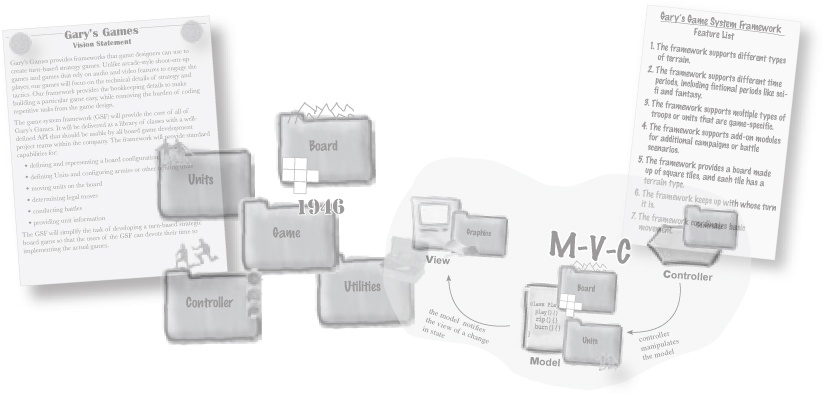 Gary's Games
Vision Statement
Gary's Games provides frameworks that game designers can use to
create turn-based strategy games. Unlike arcade-style shoot-em-up
games and games that rely on audio and video features to engage the
player, our games will focus on the technical details of strategy and
tactics. Our framework provides the bookkeeping details to make
building a particular game easy, while removing the burden of coding
repetitive tasks from the game design.
The game system framework (GSF) will provide the core of all of
Gary's Games. It will be delivered as a library of classes with a well-
defined API that should be usable by all board game development
project teams within the company. The framework will provide standard
capabilities for:
• defining and representing a board configuration
• defining Units and configuring armies or other
• moving units on the board
• determining legal moves
• conducting battles
• providing unit information
The GSF will simplify the task of developing a turn-based strategic
board game so that the users of the GSF can devote their time to
implementing the actual games.
Units
Board
1946
Game
Controller
Utilities
Graphics
View
M-V-C
Board
Units
Class Pla
play(){
rip(){
burn(){
Model
the model notifies
the view of a change
in state
Controller
controller
manipulates
the model
Gary's Game System Framework
Feature List
1. The framework supports different types
of terrain.
2. The framework supports different time
periods, including fictional periods like sci-
fi and fantasy.
3. The framework supports multiple types of
troops or units that are game-specific.
4. The framework supports add-on modules
for additional campaigns or battle
scenarios.
5. The framework provides a board made
up of square tiles, and each tile has a
terrain type.
6. The framework keeps up with whose turn
it is.
7. The framework coordinates basic
movement.